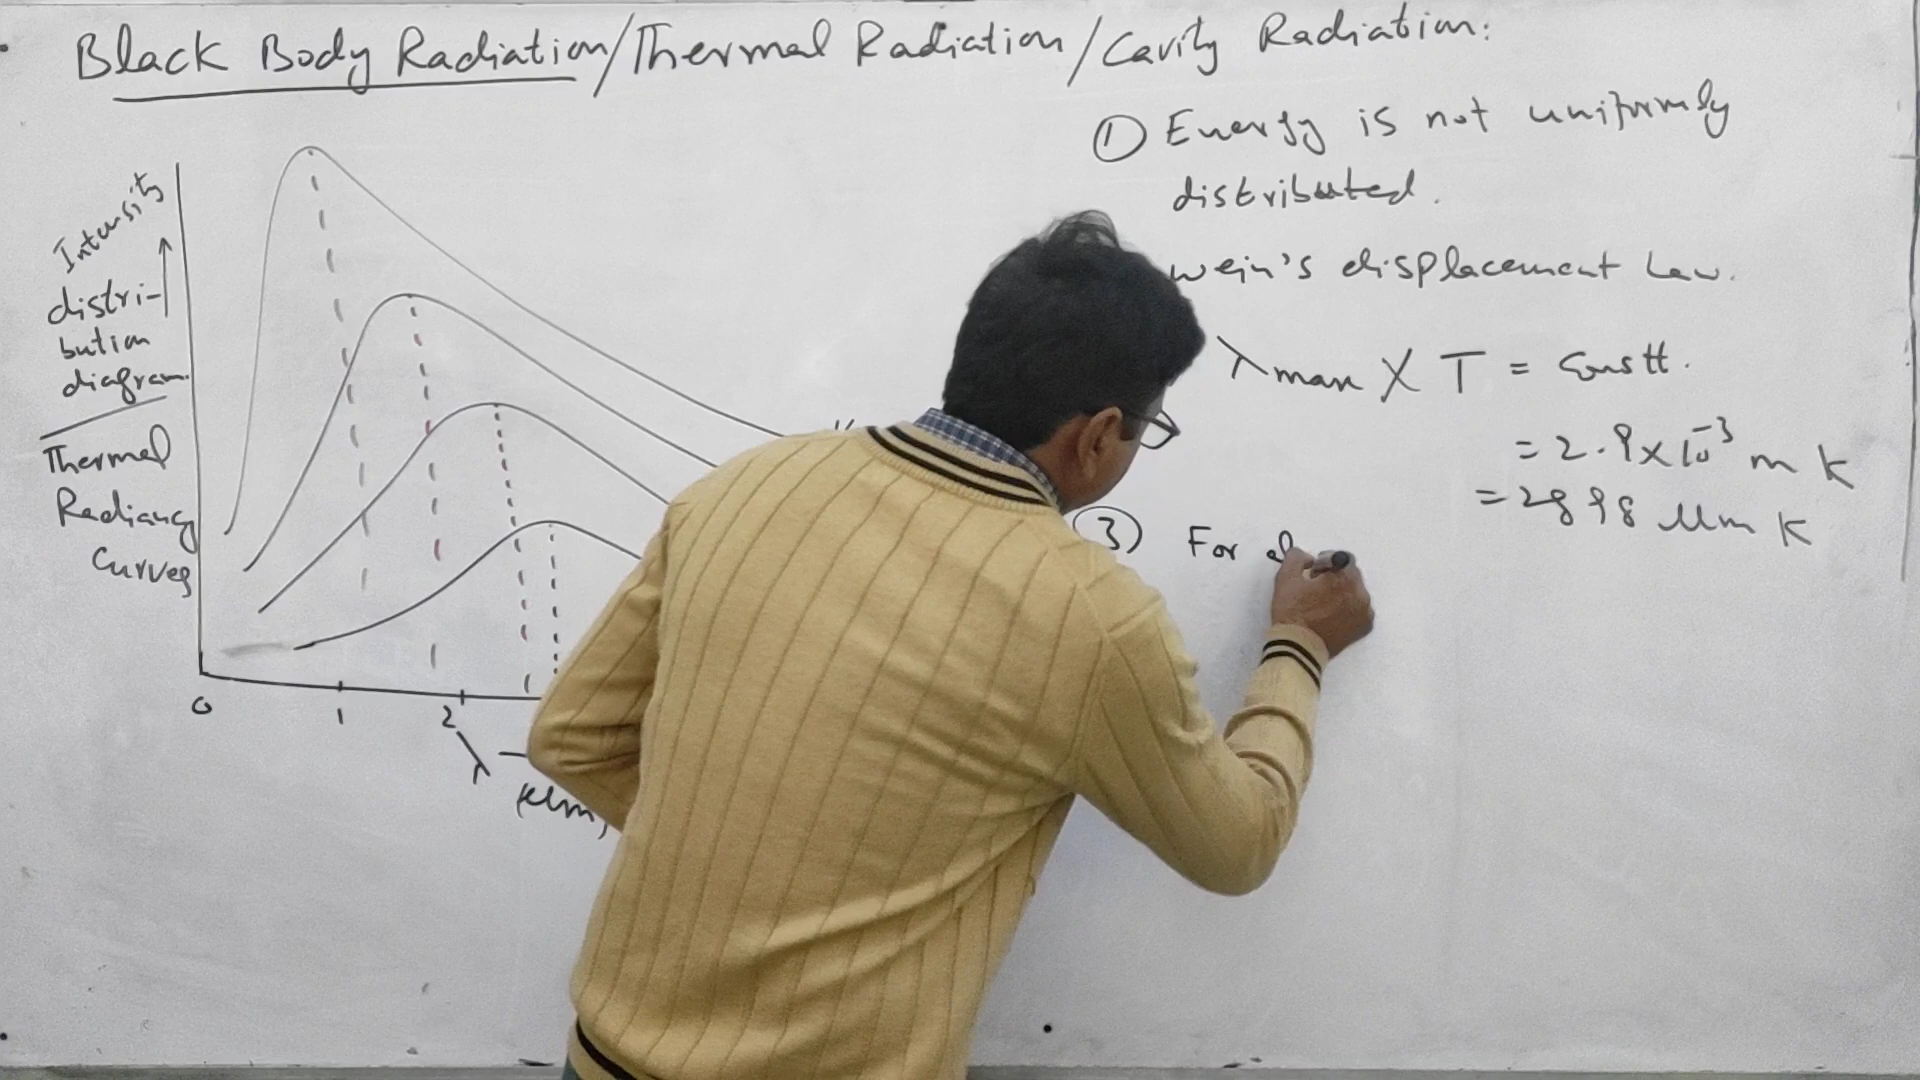 Black Body Radiation/Thermal Radiation/Cavity Radiation:
① Energy is not uniformly
distributed.
Wein's displacement Law.
λmax X T = Constt.
= 2.9x10⁻³ m K
= 2898 μm K
③ For
Intensity
distri-
bution
diagram
Thermal
Radiancy
Curves
0 1 2
λ
(μm)